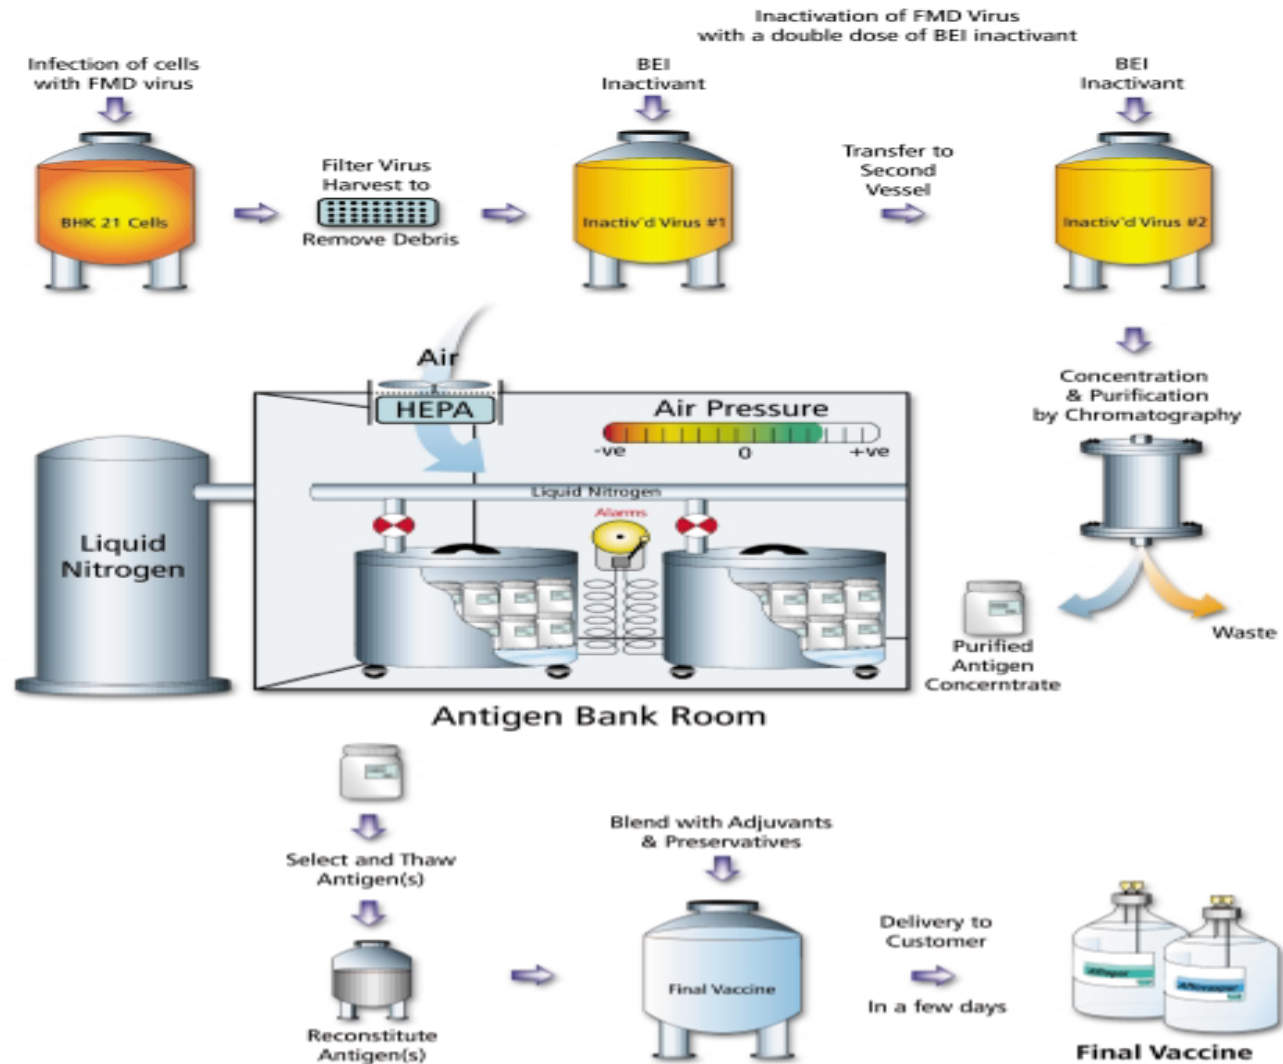 Inactivation of FMD Virus
with a double dose of BEI inactivant
Infection of cells
with FMD virus
BEI
Inactivant
BEI
Inactivant
BHK 21 Cells
Filter Virus
Harvest to
Remove Debris
Inactiv'd Virus #1
Transfer to
Second
Vessel
Inactiv'd Virus #2
Concentration
& Purification
by Chromatography
Air
HEPA
Air Pressure
-ve
0
+ve
Liquid Nitrogen
Alarms
Liquid
Nitrogen
Purified
Antigen
Concerntrate
Waste
Antigen Bank Room
Select and Thaw
Antigen(s)
Reconstitute
Antigen(s)
Blend with Adjuvants
& Preservatives
Final Vaccine
Delivery to
Customer
In a few days
Final Vaccine